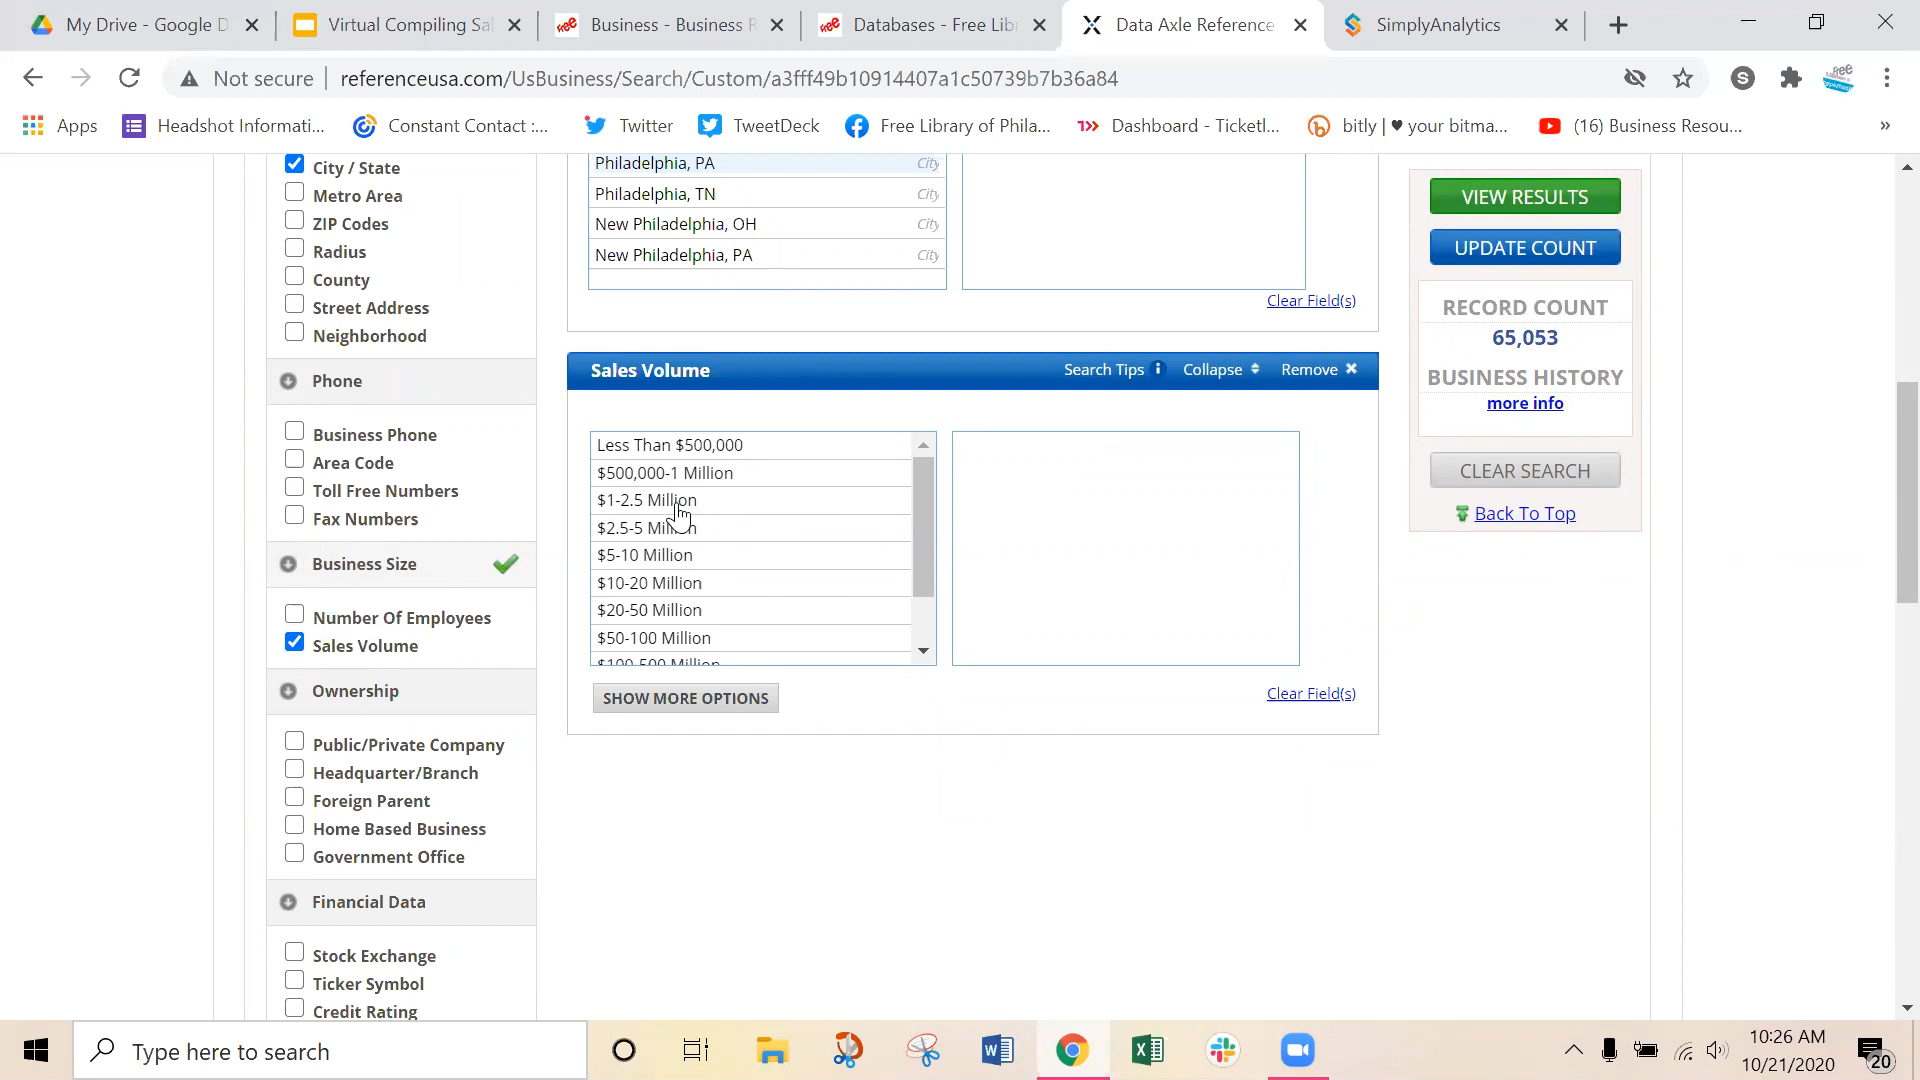 My Drive - Google D
Virtual Compiling Sal
Business - Business R
Databases - Free Libr
Data Axle Reference
SimplyAnalytics
Not secure
referenceusa.com/UsBusiness/Search/Custom/a3fff49b10914407a1c50739b7b36a84
S
Apps
Headshot Informati...
Constant Contact :...
Twitter
TweetDeck
Free Library of Phila...
Dashboard - Ticketl...
bitly | ♥ your bitma...
(16) Business Resou...
»
City / State
Metro Area
ZIP Codes
Radius
County
Street Address
Neighborhood
Phone
Business Phone
Area Code
Toll Free Numbers
Fax Numbers
Business Size
Number Of Employees
Sales Volume
Ownership
Public/Private Company
Headquarter/Branch
Foreign Parent
Home Based Business
Government Office
Financial Data
Stock Exchange
Ticker Symbol
Credit Rating
Philadelphia, PA City
Philadelphia, TN City
New Philadelphia, OH City
New Philadelphia, PA City
Clear Field(s)
Sales Volume
Search Tips
Collapse
Remove
Less Than $500,000
$500,000-1 Million
$1-2.5 Million
$2.5-5 Million
$5-10 Million
$10-20 Million
$20-50 Million
$50-100 Million
$100-500 Million
SHOW MORE OPTIONS
Clear Field(s)
VIEW RESULTS
UPDATE COUNT
RECORD COUNT
65,053
BUSINESS HISTORY
more info
CLEAR SEARCH
Back To Top
Type here to search
10:26 AM
10/21/2020
20